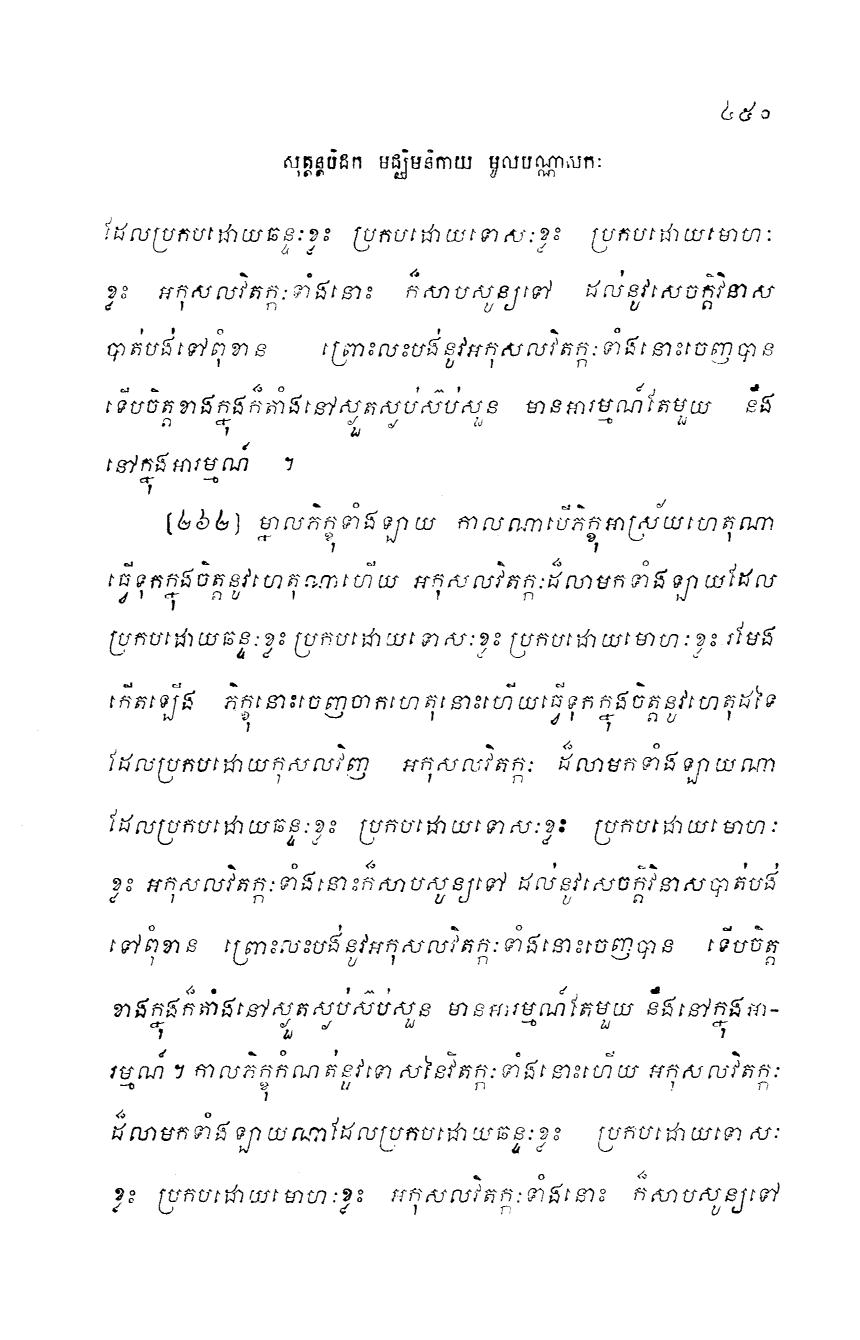 ៤៥០
សុត្តន្តបិដក មជ្ឈិមនិកាយ មូលបណ្ណាសកៈ
ដែលប្រកបដោយឆន្ទៈខ្លះ ប្រកបដោយទោសៈខ្លះ ប្រកបដោយមោហៈ
ខ្លះ អកុសលវិតក្កៈទាំងនោះ ក៏សាបសូន្យទៅ ដល់នូវសេចក្តីវិនាស
បាត់បង់ទៅពុំខាន ព្រោះលះបង់នូវអកុសលវិតក្កៈទាំងនោះចេញបាន
ទើបចិត្តខាងក្នុងក៏តាំងនៅស្ងួតស្ងប់ស៊ប់សួន មានអារម្មណ៍តែមួយ នឹង
នៅក្នុងអារម្មណ៍ ។
[២៦២] ម្នាលភិក្ខុទាំងឡាយ កាលណាបើភិក្ខុអាស្រ័យហេតុណា
ធ្វើទុកក្នុងចិត្តនូវហេតុណាហើយ អកុសលវិតក្កៈដ៏លាមកទាំងឡាយដែល
ប្រកបដោយឆន្ទៈខ្លះ ប្រកបដោយទោសៈខ្លះ ប្រកបដោយមោហៈខ្លះ រមែង
កើតឡើង ភិក្ខុនោះចេញចាកហេតុនោះហើយធ្វើទុកក្នុងចិត្តនូវហេតុដទៃ
ដែលប្រកបដោយកុសលវិញ អកុសលវិតក្កៈ ដ៏លាមកទាំងឡាយណា
ដែលប្រកបដោយឆន្ទៈខ្លះ ប្រកបដោយទោសៈខ្លះ ប្រកបដោយមោហៈ
ខ្លះ អកុសលវិតក្កៈទាំងនោះក៏សាបសូន្យទៅ ដល់នូវសេចក្តីវិនាសបាត់បង់
ទៅពុំខាន ព្រោះលះបង់នូវអកុសលវិតក្កៈទាំងនោះចេញបាន ទើបចិត្ត
ខាងក្នុងក៏តាំងនៅស្ងួតស្ងប់ស៊ប់សួន មានអារម្មណ៍តែមួយ នឹងនៅក្នុងអា-
រម្មណ៍ ។ កាលភិក្ខុកំណត់នូវទោសនៃវិតក្កៈទាំងនោះហើយ អកុសលវិតក្កៈ
ដ៏លាមកទាំងឡាយណាដែលប្រកបដោយឆន្ទៈខ្លះ ប្រកបដោយទោសៈ
ខ្លះ ប្រកបដោយមោហៈខ្លះ អកុសលវិតក្កៈទាំងនោះ ក៏សាបសូន្យទៅ